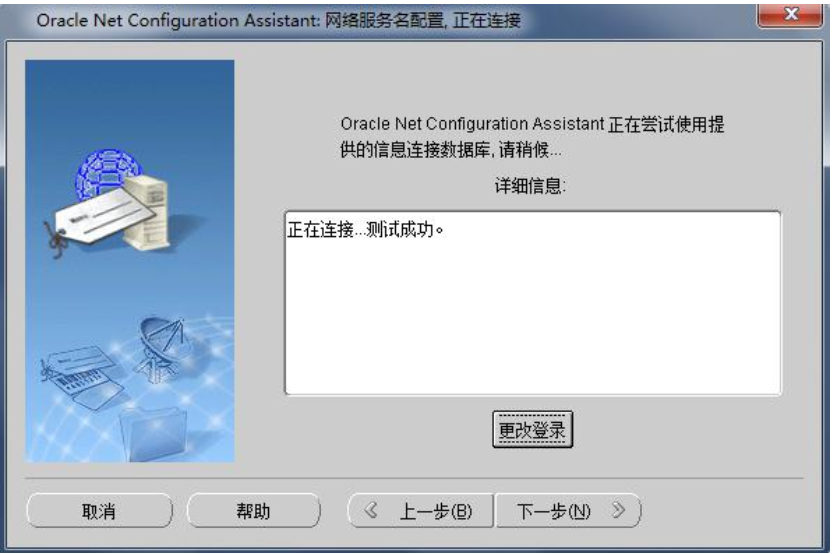 Oracle Net Configuration Assistant: 网络服务名配置, 正在连接
Oracle Net Configuration Assistant 正在尝试使用提
供的信息连接数据库, 请稍候...
详细信息:
正在连接...测试成功。
更改登录
取消
帮助
上一步(B)
下一步(N)